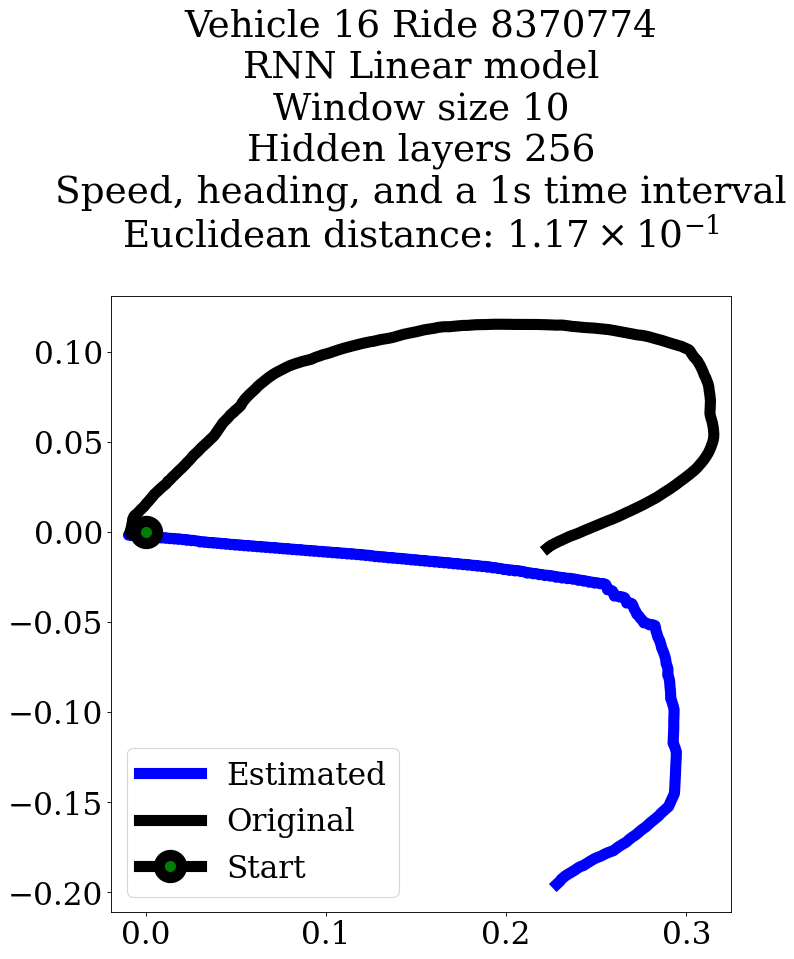 Vehicle 16 Ride 8370774
RNN Linear model
Window size 10
Hidden layers 256
Speed, heading, and a 1s time interval
Euclidean distance: 1.17 × 10⁻¹
0.10
0.05
0.00
−0.05
−0.10
−0.15
−0.20
Estimated
Original
Start
0.0 0.1 0.2 0.3